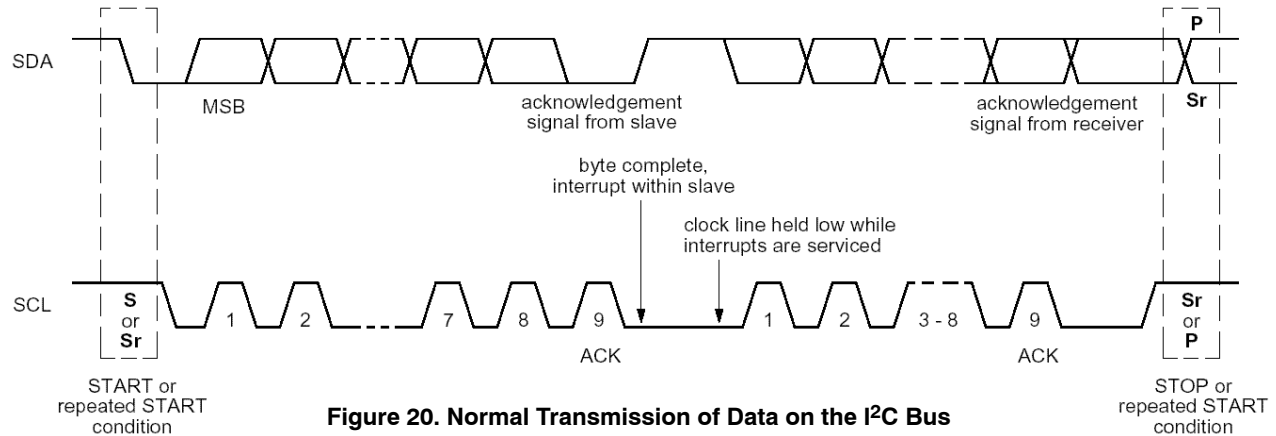 P
SDA
MSB
acknowledgement
signal from slave
acknowledgement
signal from receiver
Sr
byte complete,
interrupt within slave
clock line held low while
interrupts are serviced
SCL
S
or
Sr
1
2
7
8
9
1
2
3 - 8
9
Sr
or
P
ACK
ACK
START or
repeated START
condition
STOP or
repeated START
condition
Figure 20. Normal Transmission of Data on the I²C Bus